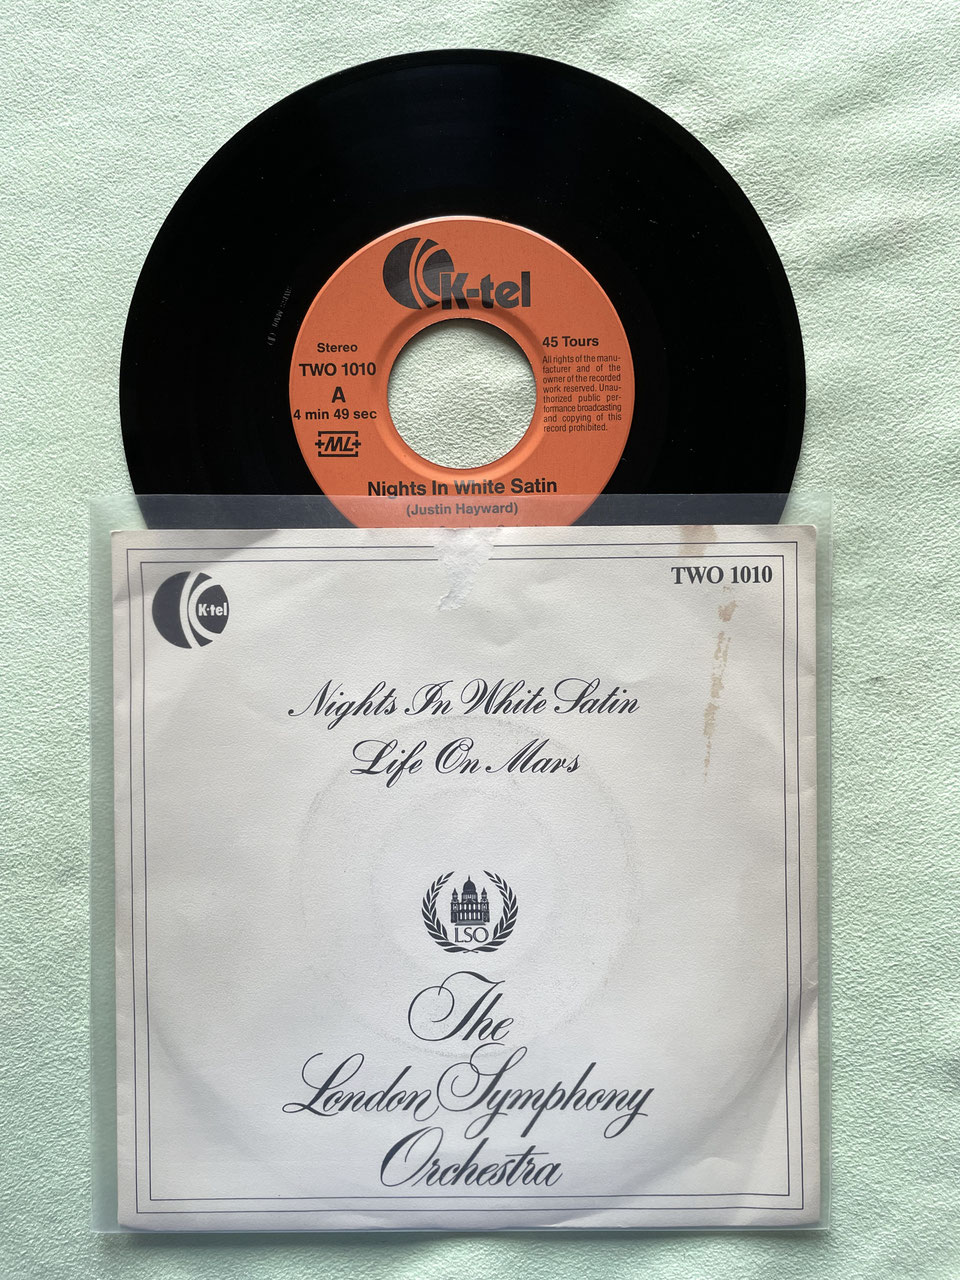 K-tel
Stereo
TWO 1010
A
4 min 49 sec
+ML+
45 Tours
All rights of the manu-
facturer and of the
owner of the recorded
work reserved. Unau-
thorized public per-
formance broadcasting
and copying of this
record prohibited.
Nights In White Satin
(Justin Hayward)
K-tel
TWO 1010
Nights In White Satin
Life On Mars
LSO
The
London Symphony
Orchestra